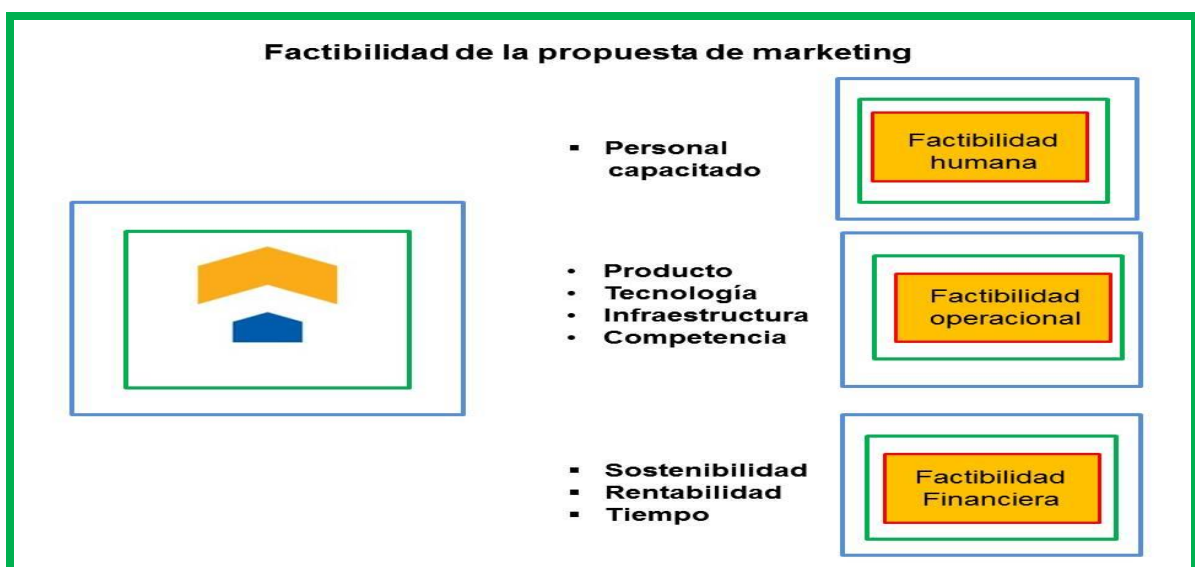 Factibilidad de la propuesta de marketing
▪ Personal
capacitado
Factibilidad
humana
• Producto
• Tecnología
• Infraestructura
• Competencia
Factibilidad
operacional
▪ Sostenibilidad
▪ Rentabilidad
▪ Tiempo
Factibilidad
Financiera